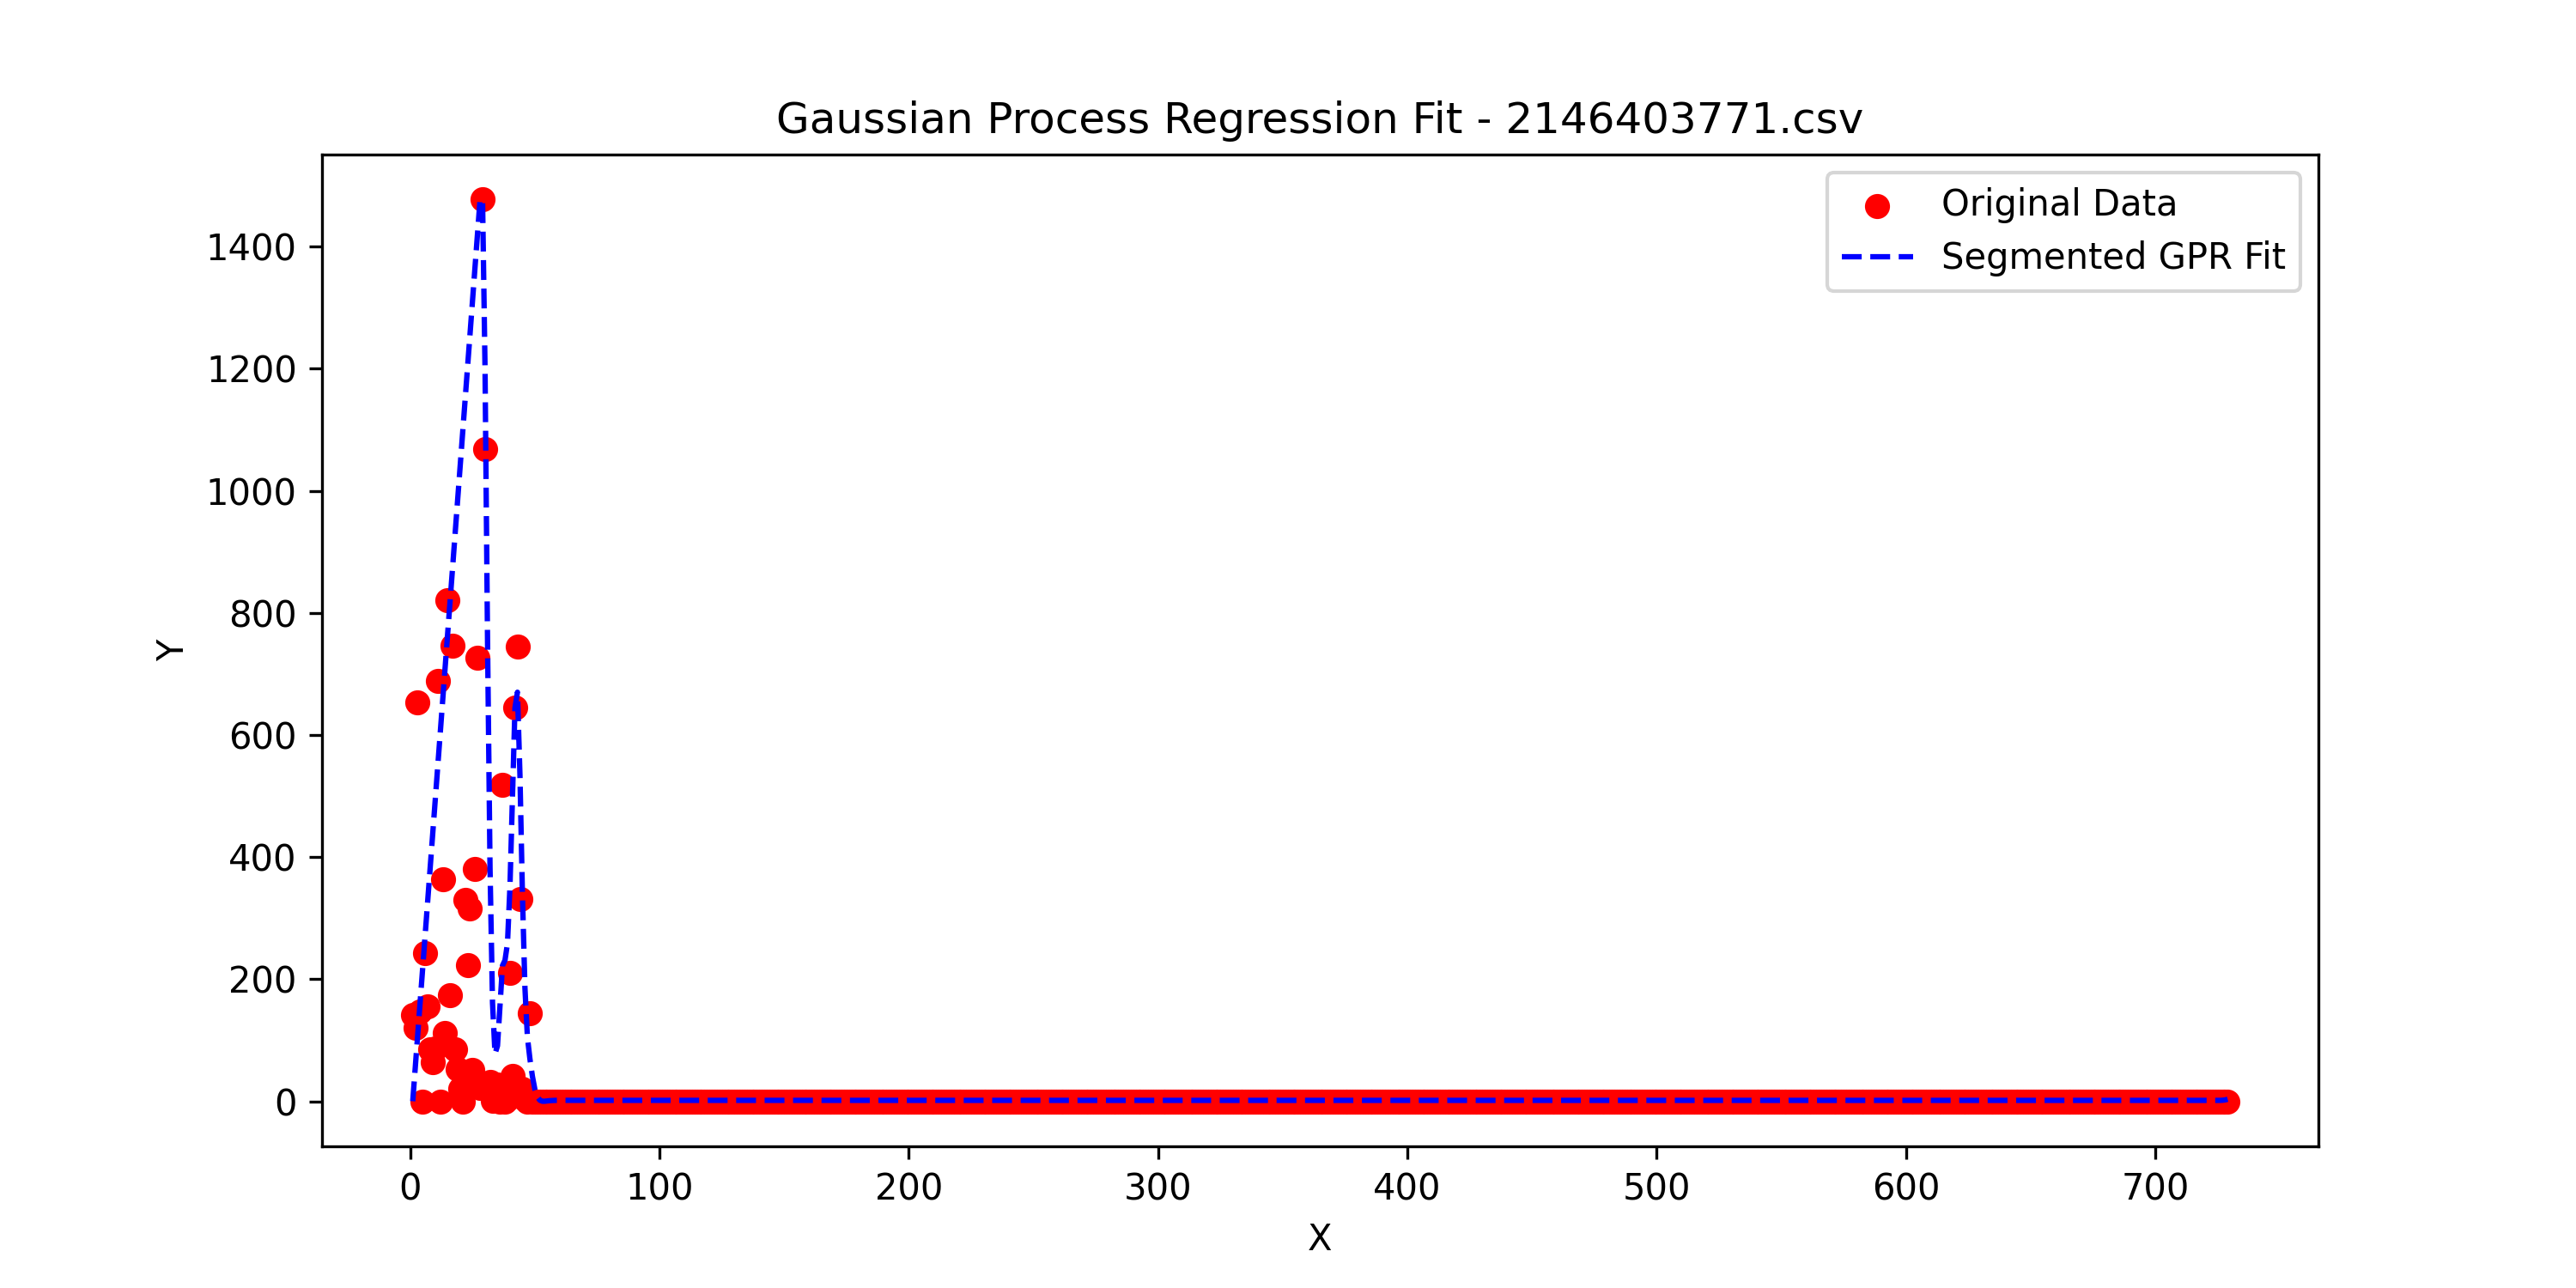 Gaussian Process Regression Fit - 2146403771.csv
Original Data
Segmented GPR Fit
Y
1400
1200
1000
800
600
400
200
0
0 100 200 300 400 500 600 700
X